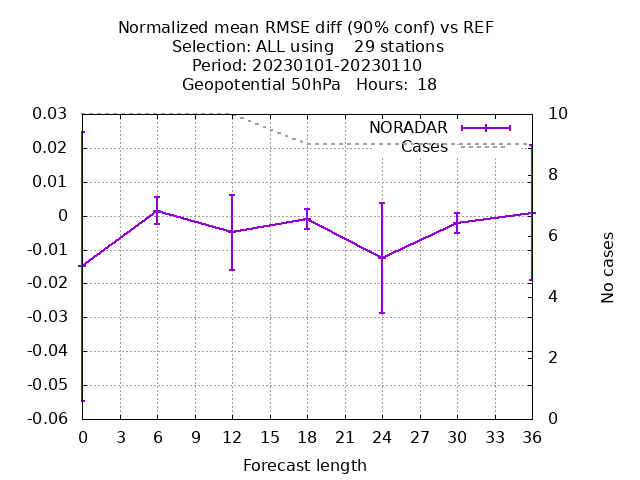 Normalized mean RMSE diff (90% conf) vs REF
Selection: ALL using    29 stations
Period: 20230101-20230110
Geopotential 50hPa   Hours:  18
NORADAR
Cases
0.03
0.02
0.01
0
-0.01
-0.02
-0.03
-0.04
-0.05
-0.06
10
8
6
4
2
0
No cases
0 3 6 9 12 15 18 21 24 27 30 33 36
Forecast length